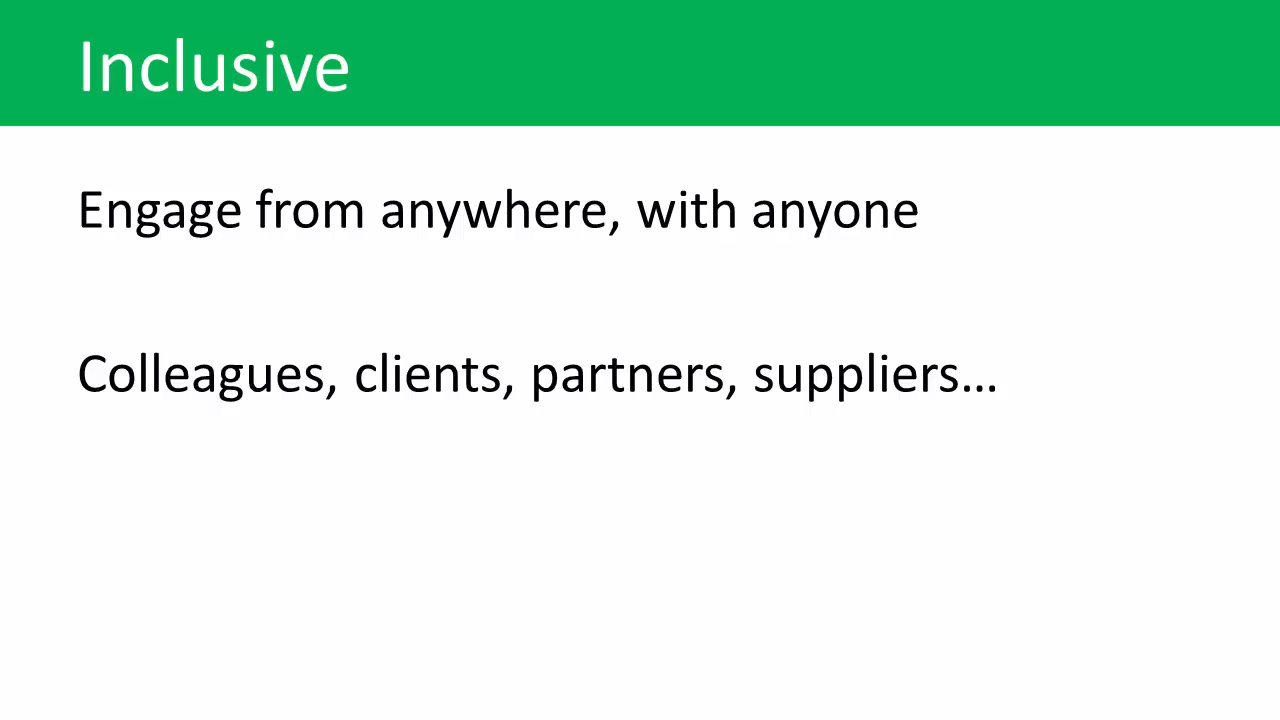 Inclusive
Engage from anywhere, with anyone
Colleagues, clients, partners, suppliers…